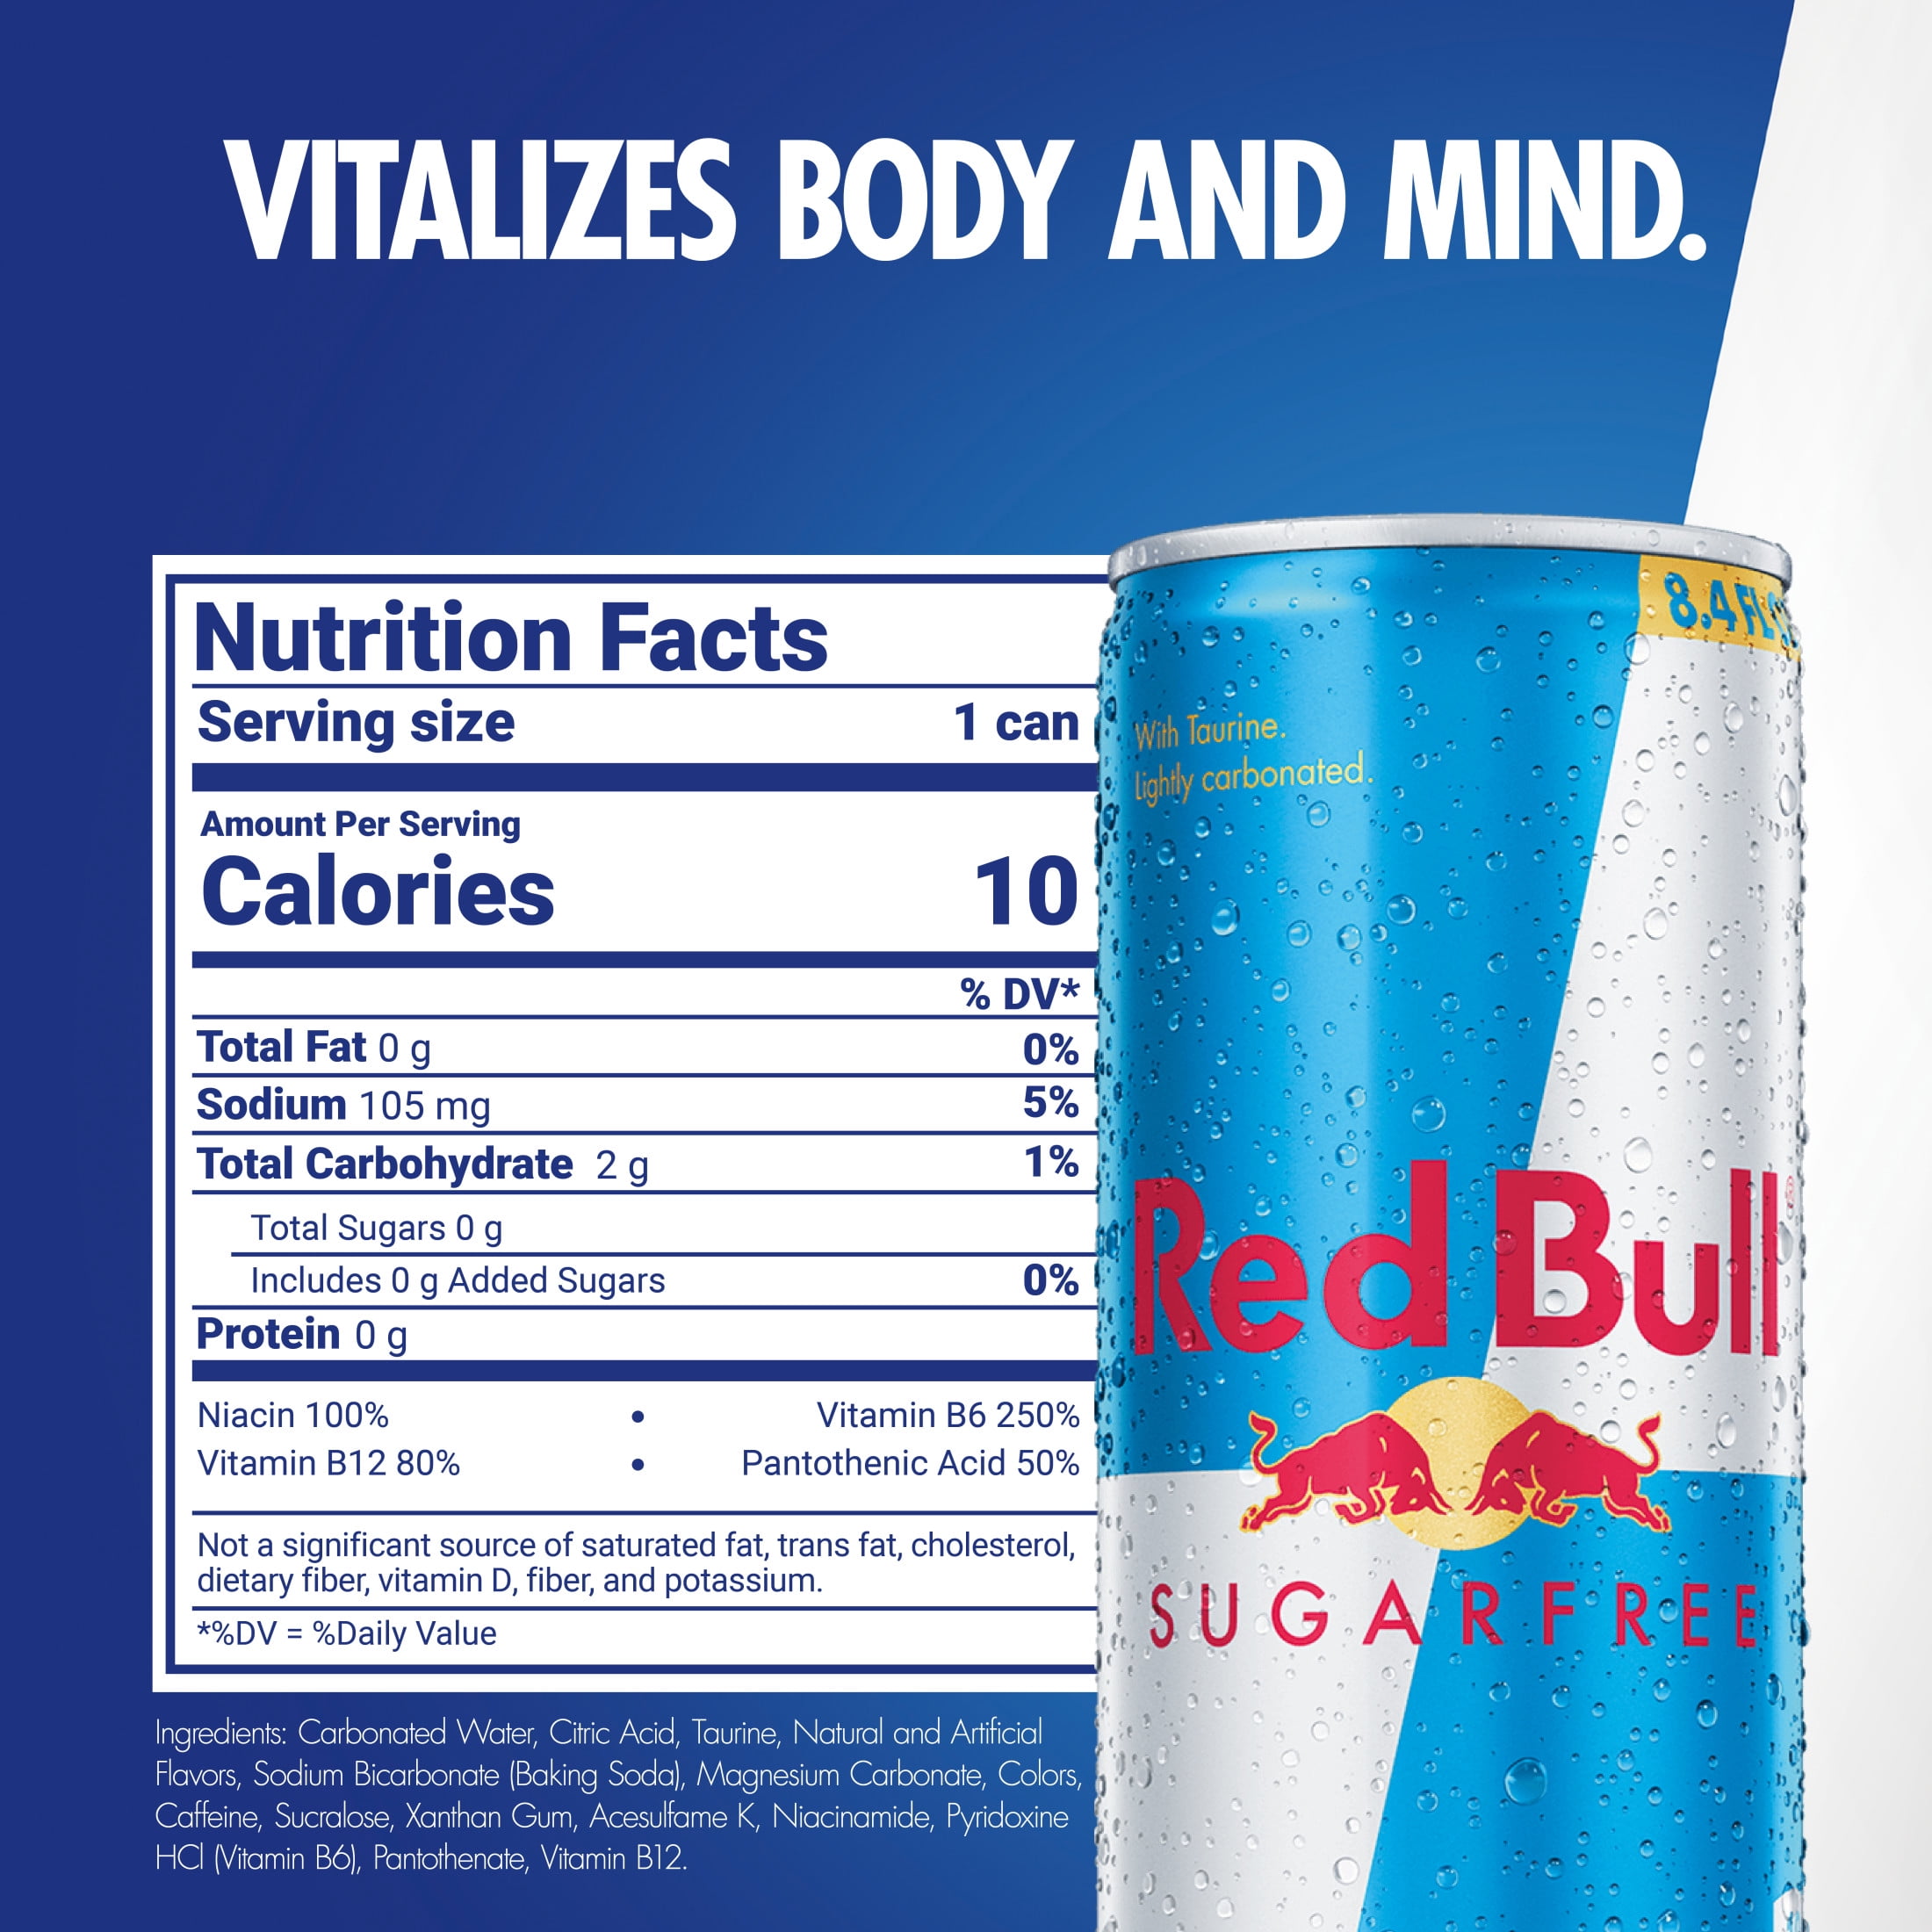 VITALIZES BODY AND MIND.
8.4 FL
Nutrition Facts
Serving size 1 can
Amount Per Serving
Calories 10
% DV*
Total Fat 0 g 0%
Sodium 105 mg 5%
Total Carbohydrate 2 g 1%
Total Sugars 0 g
Includes 0 g Added Sugars 0%
Protein 0 g
Niacin 100% • Vitamin B6 250%
Vitamin B12 80% • Pantothenic Acid 50%
Not a significant source of saturated fat, trans fat, cholesterol,
dietary fiber, vitamin D, fiber, and potassium.
*%DV = %Daily Value
Ingredients: Carbonated Water, Citric Acid, Taurine, Natural and Artificial
Flavors, Sodium Bicarbonate (Baking Soda), Magnesium Carbonate, Colors,
Caffeine, Sucralose, Xanthan Gum, Acesulfame K, Niacinamide, Pyridoxine
HCl (Vitamin B6), Pantothenate, Vitamin B12.
With Taurine.
Lightly carbonated.
Red Bull®
SUGARFREE